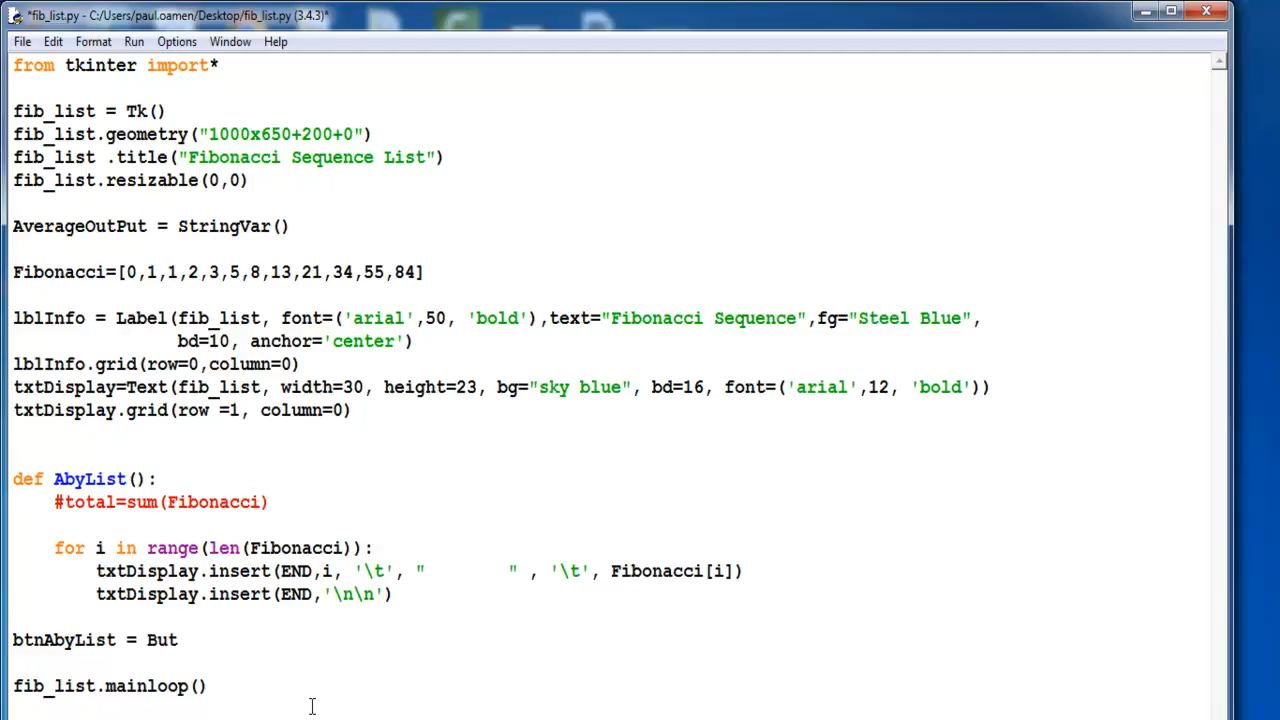 *fib_list.py - C:/Users/paul.oamen/Desktop/fib_list.py (3.4.3)*
File Edit Format Run Options Window Help
from tkinter import*
fib_list = Tk()
fib_list.geometry("1000x650+200+0")
fib_list .title("Fibonacci Sequence List")
fib_list.resizable(0,0)
AverageOutPut = StringVar()
Fibonacci=[0,1,1,2,3,5,8,13,21,34,55,84]
lblInfo = Label(fib_list, font=('arial',50, 'bold'),text="Fibonacci Sequence",fg="Steel Blue",
                bd=10, anchor='center')
lblInfo.grid(row=0,column=0)
txtDisplay=Text(fib_list, width=30, height=23, bg="sky blue", bd=16, font=('arial',12, 'bold'))
txtDisplay.grid(row =1, column=0)
def AbyList():
    #total=sum(Fibonacci)
    for i in range(len(Fibonacci)):
        txtDisplay.insert(END,i, '\t', "        " , '\t', Fibonacci[i])
        txtDisplay.insert(END,'\n\n')
btnAbyList = But
fib_list.mainloop()